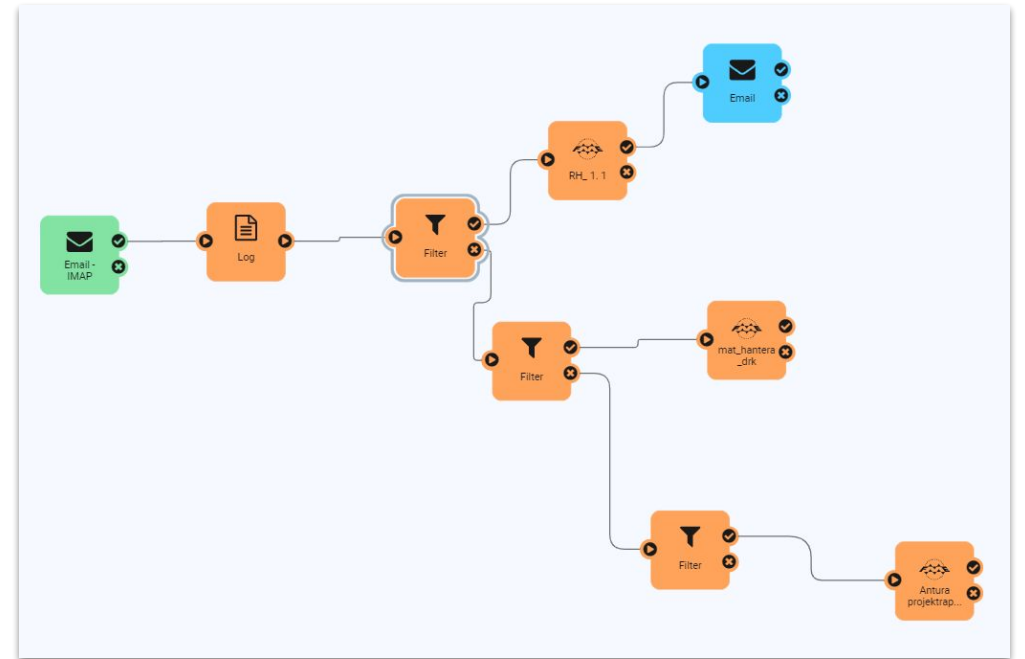 Email
RH_ 1. 1
Email -
IMAP
Log
Filter
Filter
mat_hantera
_drk
Filter
Antura
projektrap...